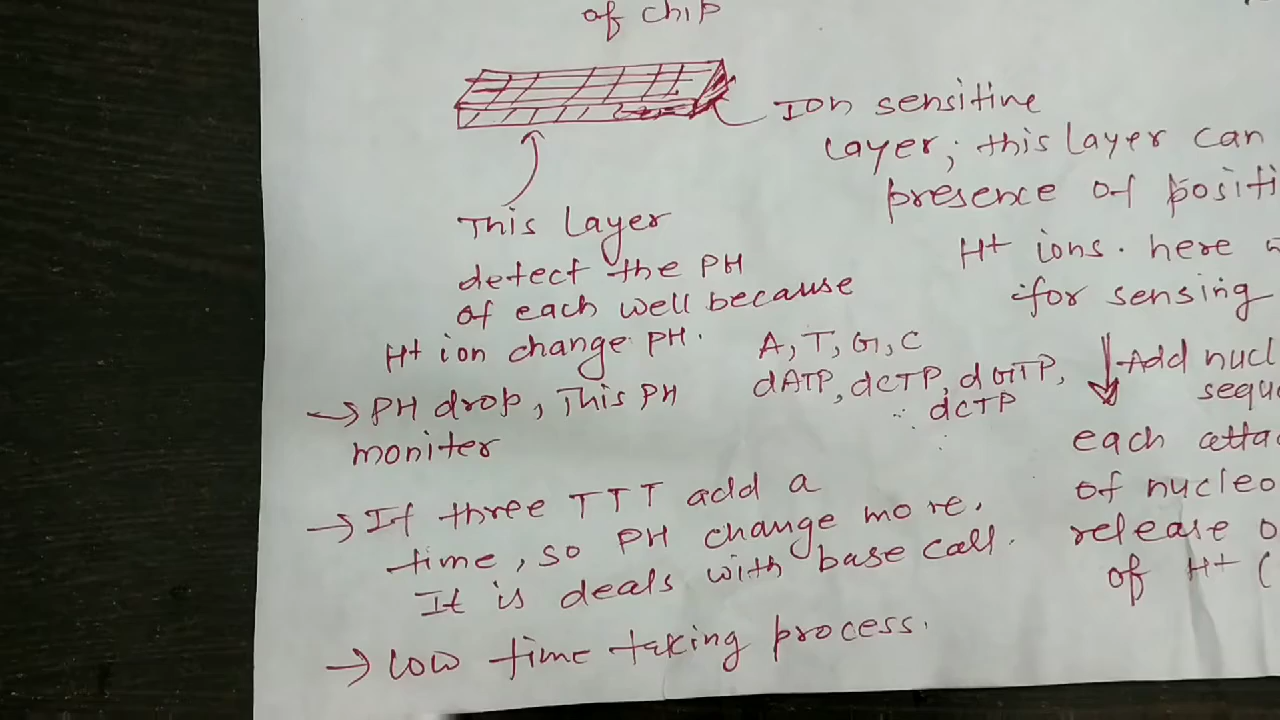 of chip
Ion sensitive
layer; this layer can
presence of positi
H+ ions. here
for sensing
This layer
detect the PH
of each well because
H+ ion change PH.
→ PH drop, This PH
moniter
A, T, G, C
dATP, dCTP, dGTP,
dCTP
Add nucl
sequ
each atta
of nucleo
release o
of H+ (
→ If three TTT add a
time, so PH change more.
It is deals with base call.
→ low time taking process.